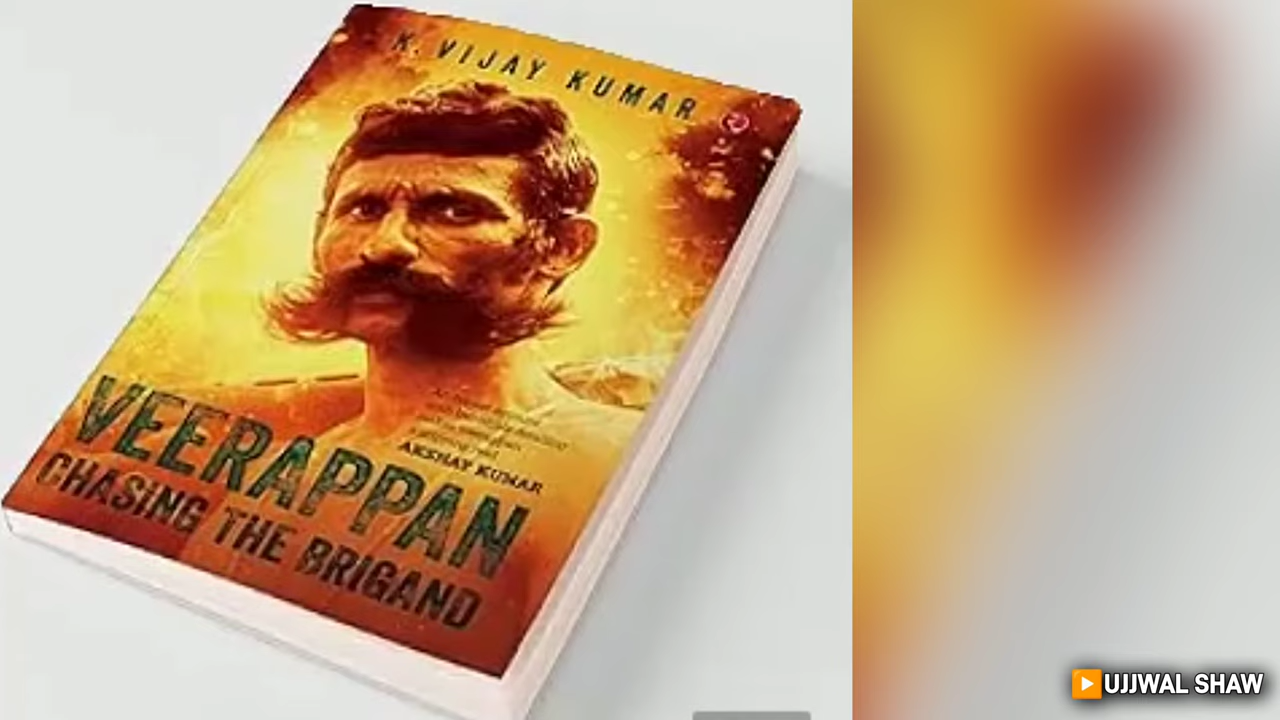 K. VIJAY KUMAR
AKSHAY KUMAR
VEERAPPAN
CHASING THE BRIGAND
UJJWAL SHAW